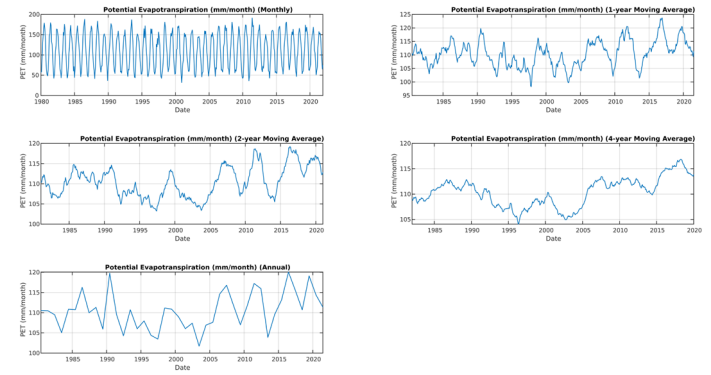 Potential Evapotranspiration (mm/month) (Monthly)
200
150
100
50
0
PET (mm/month)
1980 1985 1990 1995 2000 2005 2010 2015 2020
Date
Potential Evapotranspiration (mm/month) (1-year Moving Average)
125
120
115
110
105
100
95
PET (mm/month)
1985 1990 1995 2000 2005 2010 2015 2020
Date
Potential Evapotranspiration (mm/month) (2-year Moving Average)
120
115
110
105
100
PET (mm/month)
1985 1990 1995 2000 2005 2010 2015 2020
Date
Potential Evapotranspiration (mm/month) (4-year Moving Average)
120
115
110
105
PET (mm/month)
1985 1990 1995 2000 2005 2010 2015 2020
Date
Potential Evapotranspiration (mm/month) (Annual)
120
115
110
105
100
PET (mm/month)
1985 1990 1995 2000 2005 2010 2015 2020
Date